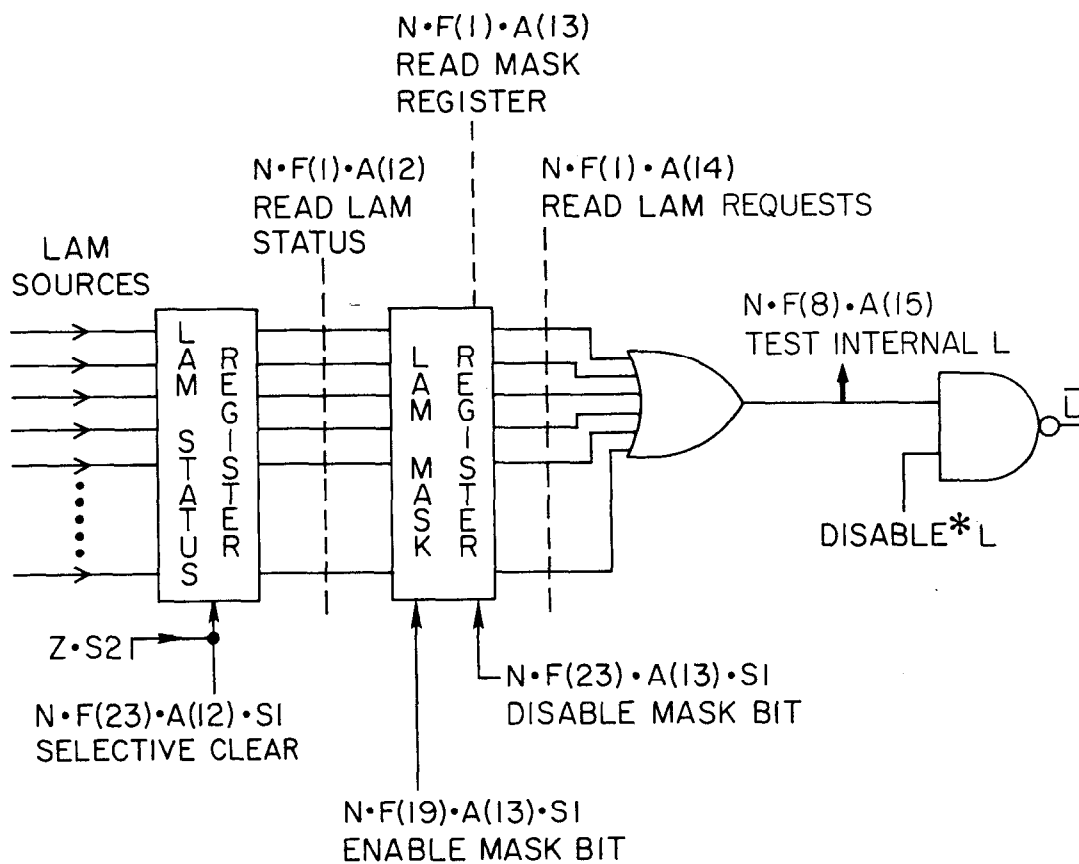 N•F(1)•A(13)
READ MASK
REGISTER
N•F(1)•A(12)
READ LAM
STATUS
N•F(1)•A(14)
READ LAM REQUESTS
LAM
SOURCES
N•F(8)•A(15)
TEST INTERNAL L
LAM STATUS
REGISTER
LAM MASK
REGISTER
DISABLE* L
Z•S2
N•F(23)•A(12)•S1
SELECTIVE CLEAR
N•F(23)•A(13)•S1
DISABLE MASK BIT
N•F(19)•A(13)•S1
ENABLE MASK BIT